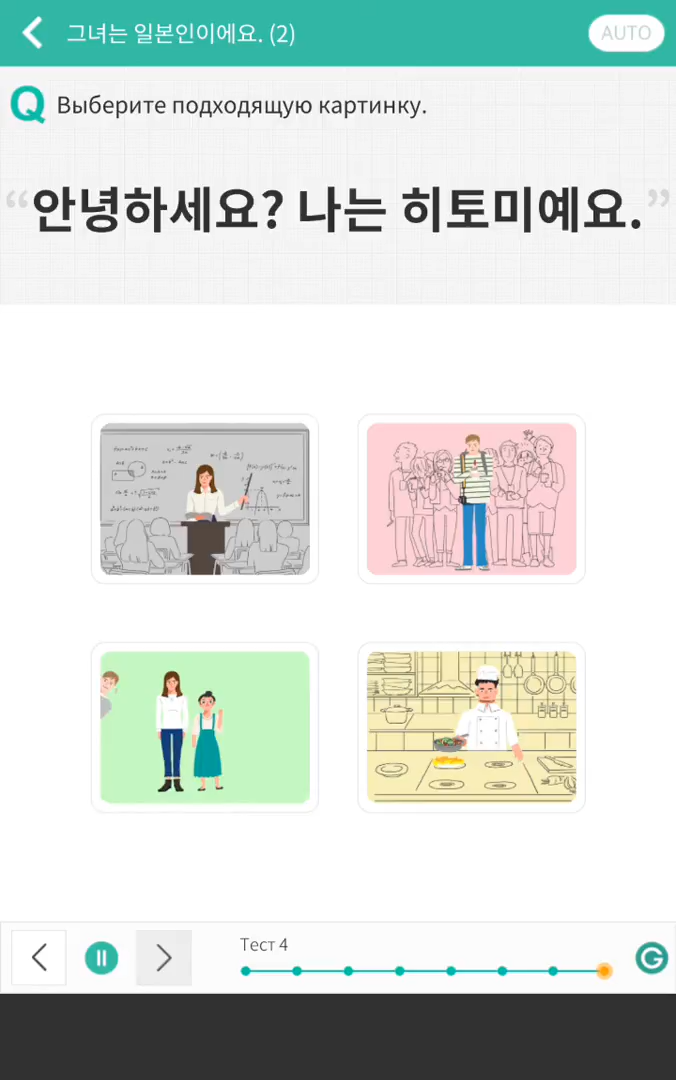 그녀는 일본인이에요. (2)
AUTO
Q Выберите подходящую картинку.
“안녕하세요? 나는 히토미예요.”
Тест 4
G